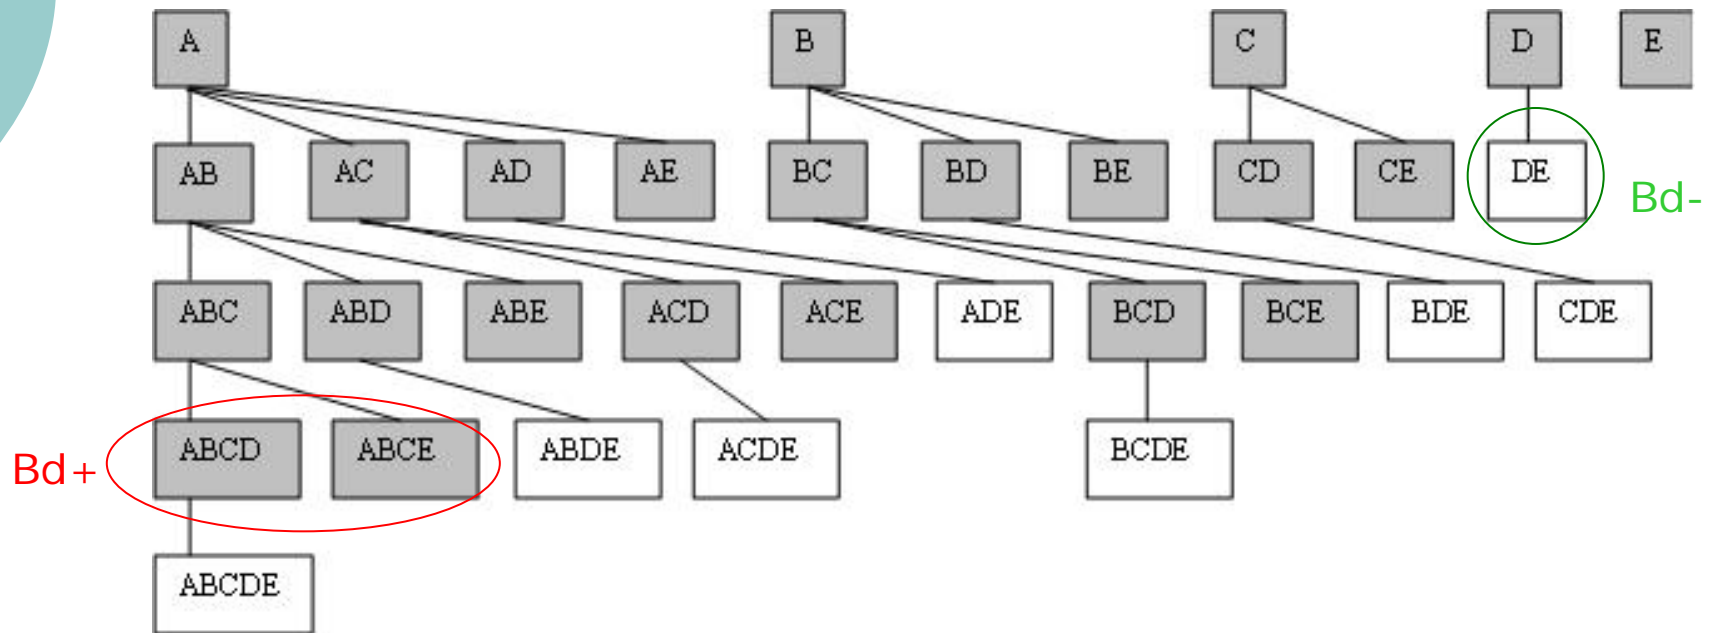 A B C D E
AB AC AD AE BC BD BE CD CE DE
Bd-
ABC ABD ABE ACD ACE ADE BCD BCE BDE CDE
Bd+
ABCD ABCE ABDE ACDE BCDE
ABCDE